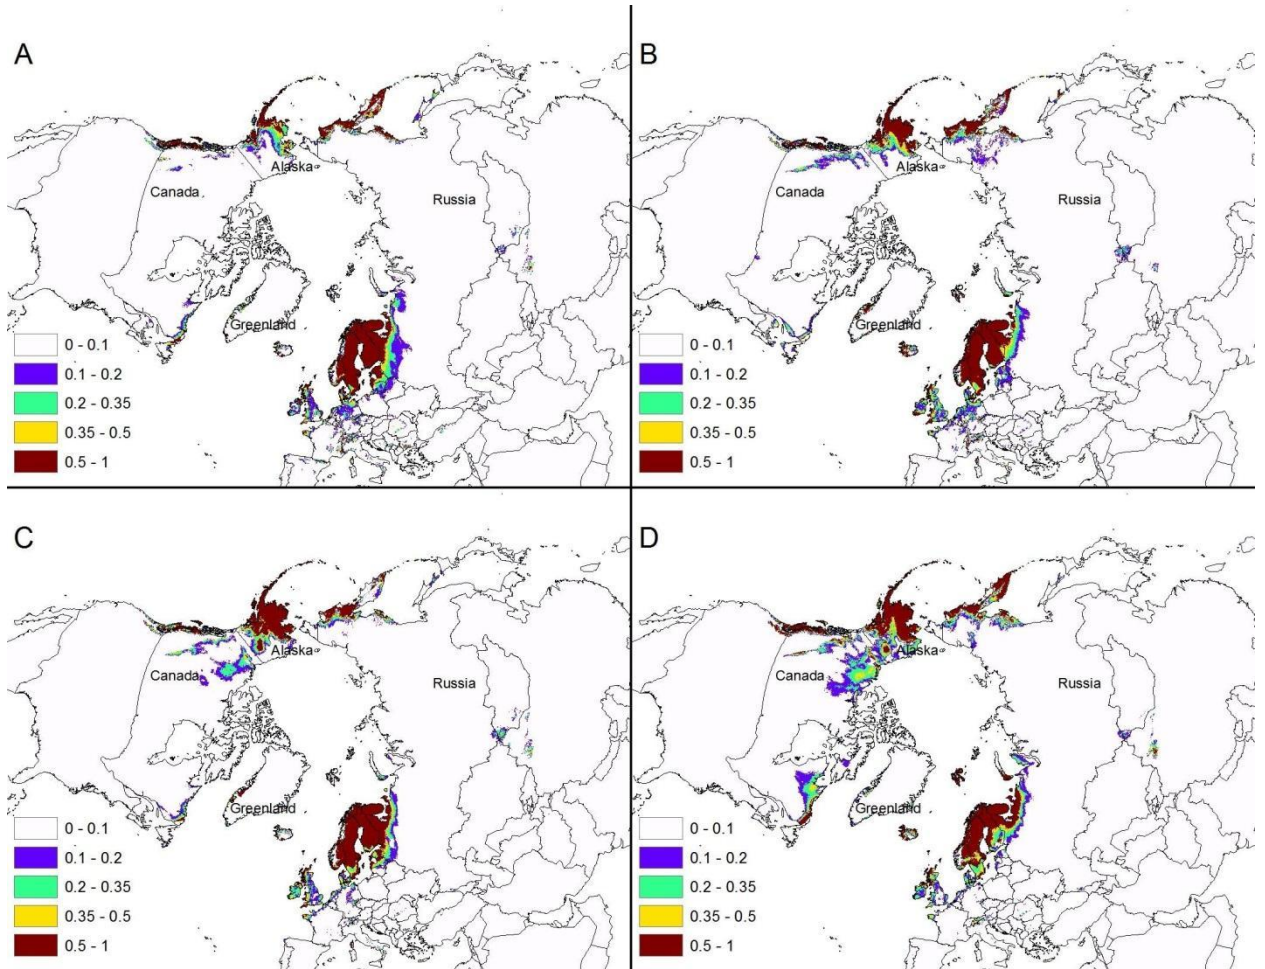 A
Alaska
Canada
Russia
Greenland
0 - 0.1
0.1 - 0.2
0.2 - 0.35
0.35 - 0.5
0.5 - 1
B
Alaska
Canada
Russia
Greenland
0 - 0.1
0.1 - 0.2
0.2 - 0.35
0.35 - 0.5
0.5 - 1
C
Alaska
Canada
Russia
Greenland
0 - 0.1
0.1 - 0.2
0.2 - 0.35
0.35 - 0.5
0.5 - 1
D
Alaska
Canada
Russia
Greenland
0 - 0.1
0.1 - 0.2
0.2 - 0.35
0.35 - 0.5
0.5 - 1